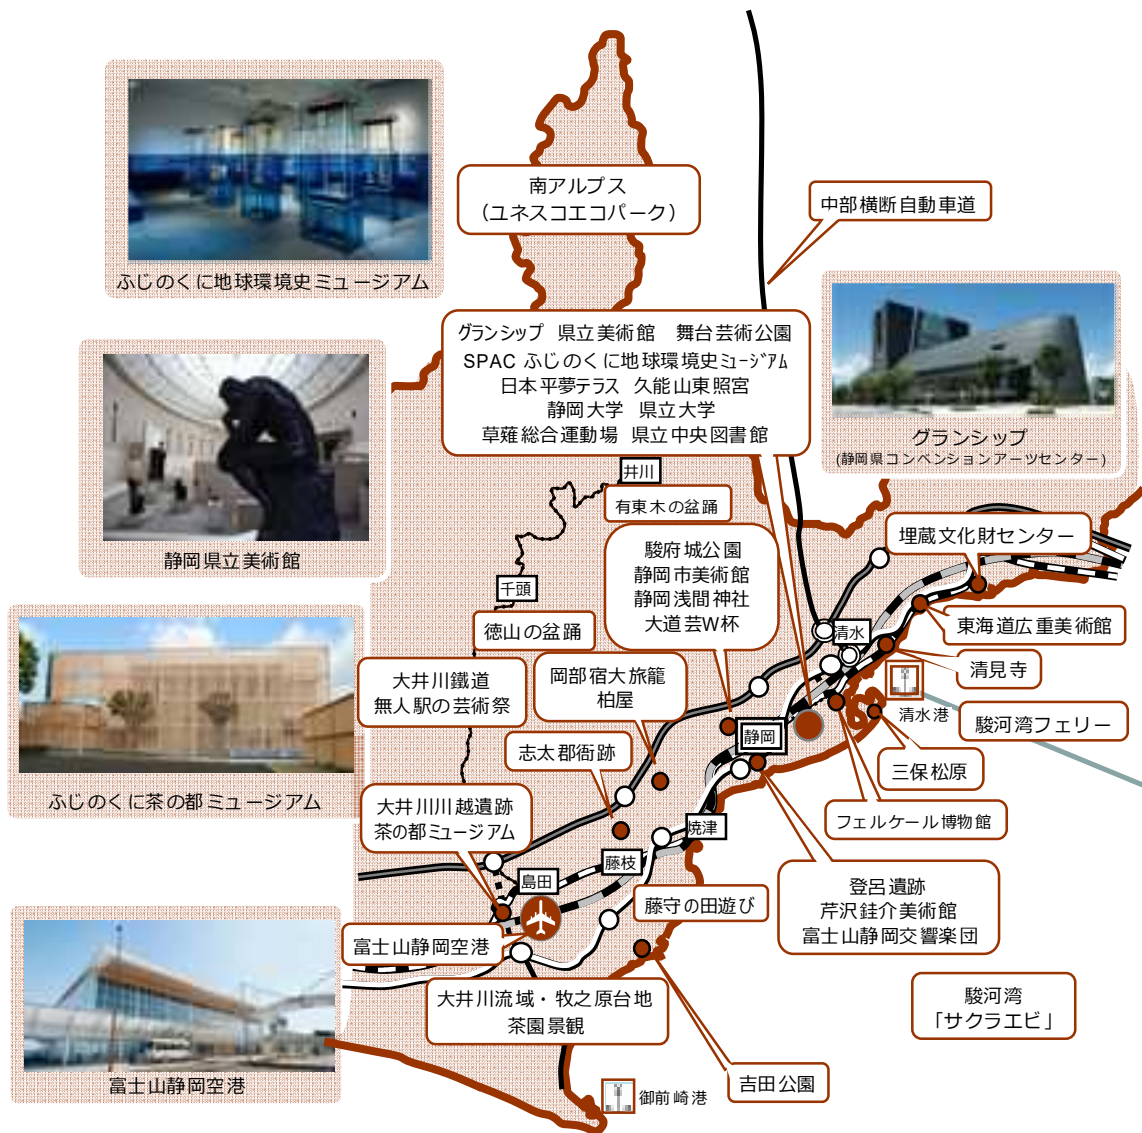 南アルプス
(ユネスコエコパーク)
中部横断自動車道
ふじのくに地球環境史ミュージアム
グランシップ 県立美術館 舞台芸術公園
SPAC ふじのくに地球環境史ミュージアム
日本平夢テラス 久能山東照宮
静岡大学 県立大学
草薙総合運動場 県立中央図書館
グランシップ
(静岡県コンベンションアーツセンター)
井川
有東木の盆踊
静岡県立美術館
駿府城公園
静岡市美術館
静岡浅間神社
大道芸W杯
埋蔵文化財センター
千頭
徳山の盆踊
清水
東海道広重美術館
清見寺
大井川鐵道
無人駅の芸術祭
岡部宿大旅籠
柏屋
清水港
駿河湾フェリー
静岡
志太郡衙跡
三保松原
ふじのくに茶の都ミュージアム
大井川川越遺跡
茶の都ミュージアム
焼津
フェルケール博物館
藤枝
島田
登呂遺跡
芹沢銈介美術館
富士山静岡交響楽団
藤守の田遊び
富士山静岡空港
大井川流域・牧之原台地
茶園景観
駿河湾
「サクラエビ」
富士山静岡空港
吉田公園
御前崎港